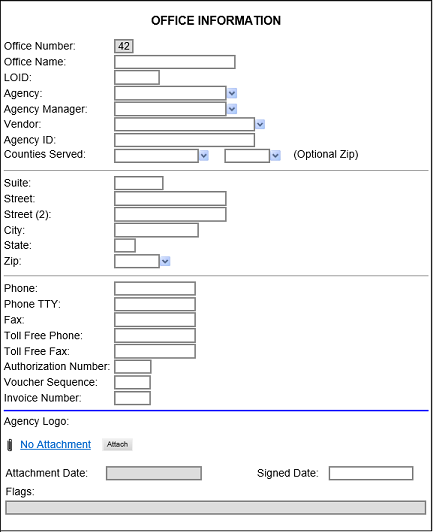 OFFICE INFORMATION
Office Number: 42
Office Name:
LOID:
Agency:
Agency Manager:
Vendor:
Agency ID:
Counties Served: (Optional Zip)
Suite:
Street:
Street (2):
City:
State:
Zip:
Phone:
Phone TTY:
Fax:
Toll Free Phone:
Toll Free Fax:
Authorization Number:
Voucher Sequence:
Invoice Number:
Agency Logo:
No Attachment Attach
Attachment Date: Signed Date:
Flags: